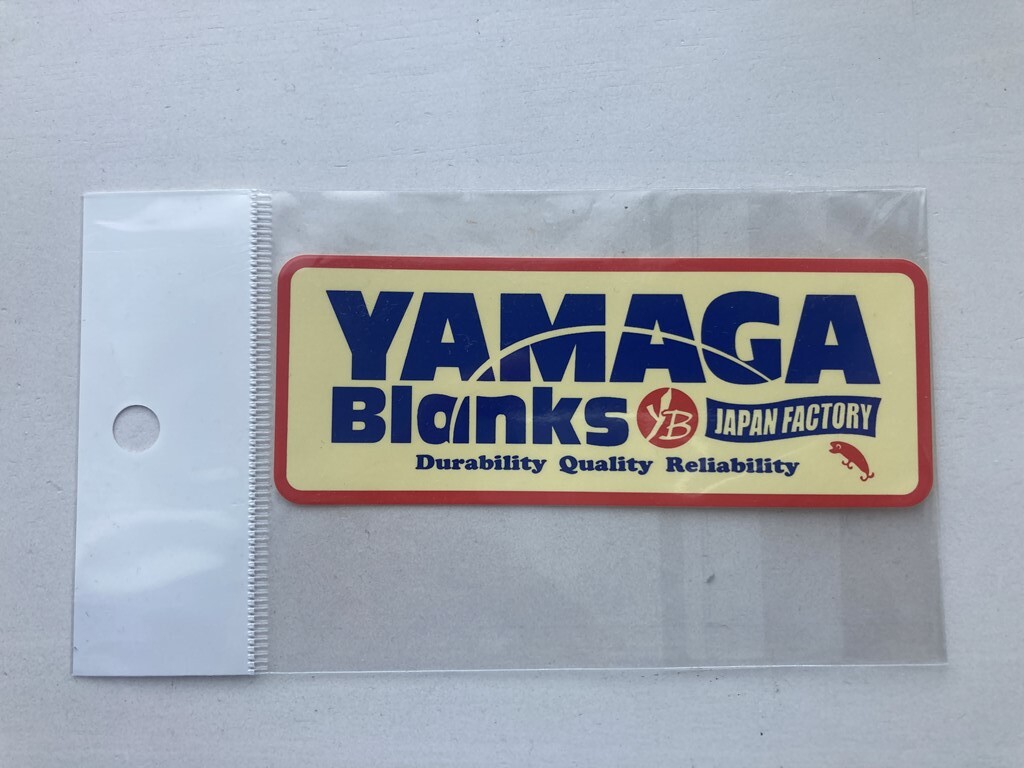 YAMAGA
Blanks YB JAPAN FACTORY
Durability Quality Reliability